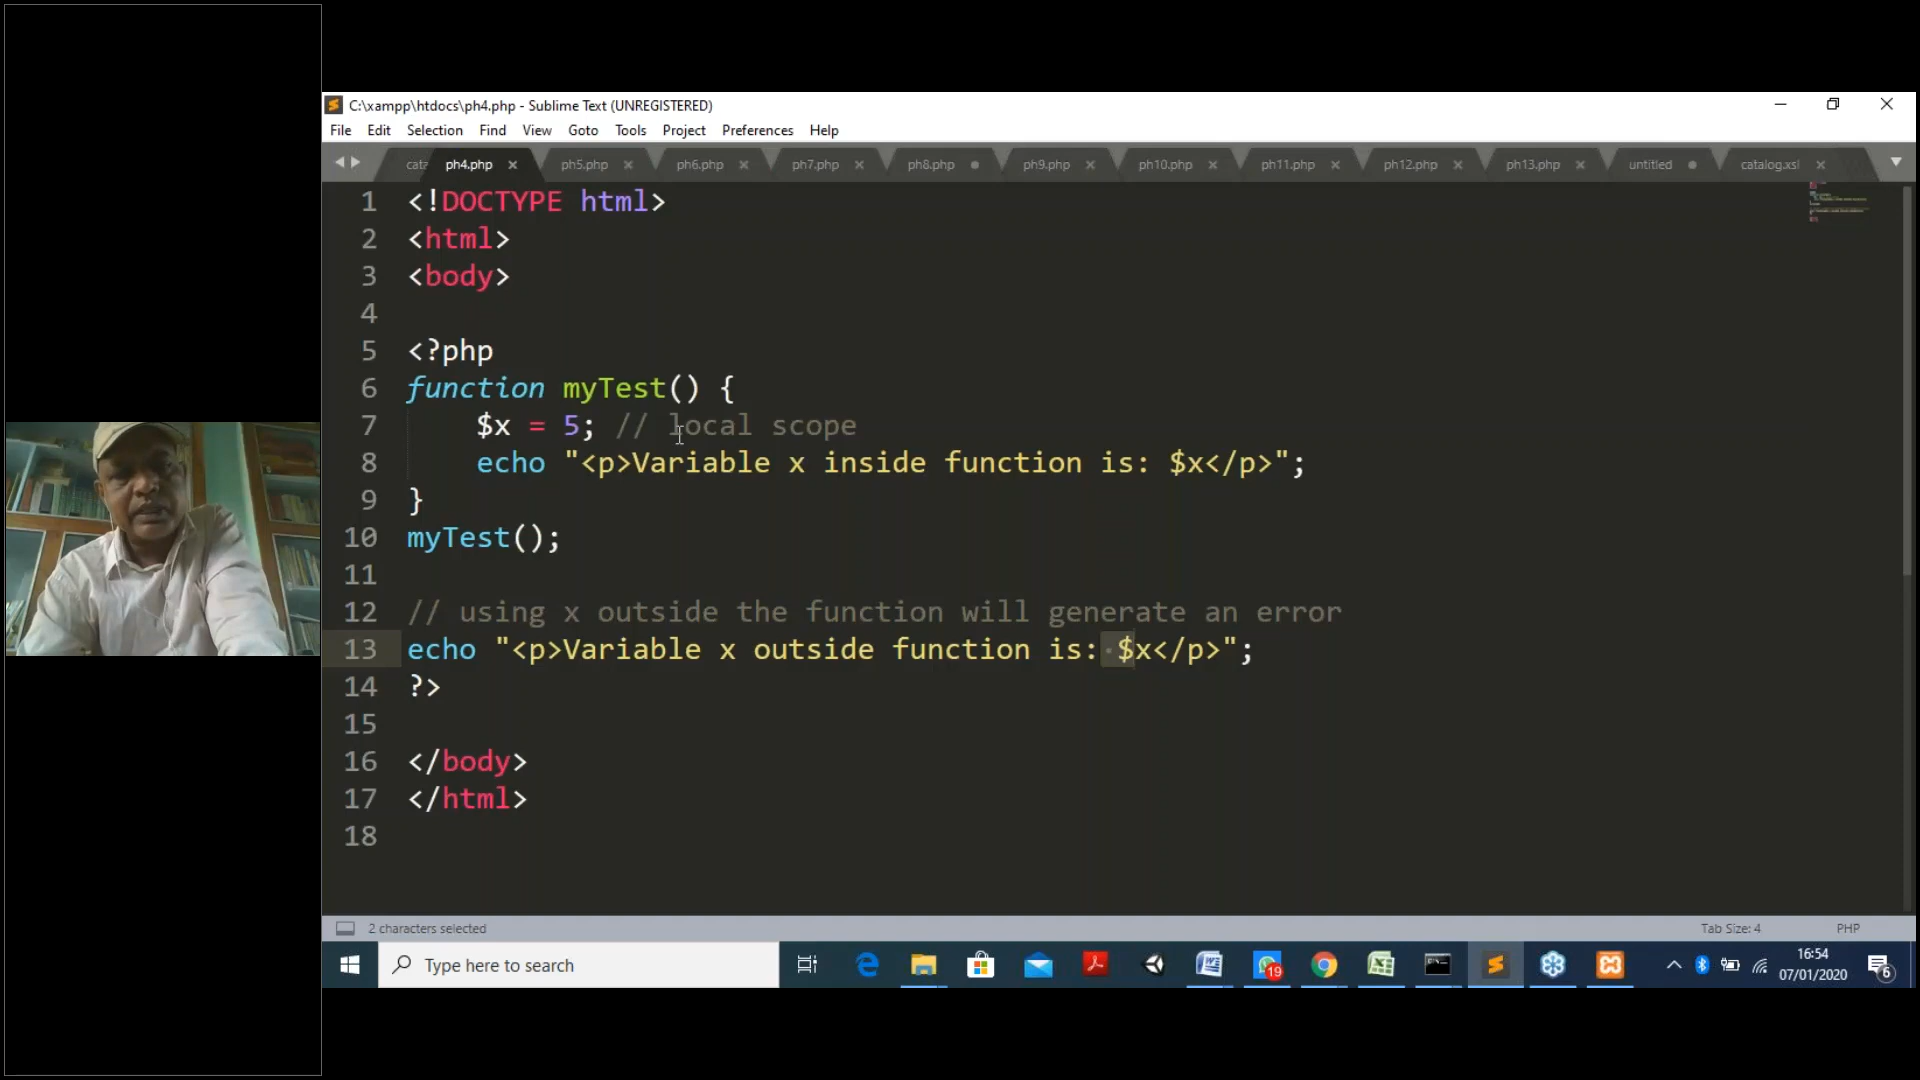 C:\xampp\htdocs\ph4.php - Sublime Text (UNREGISTERED)
File Edit Selection Find View Goto Tools Project Preferences Help
cata ph4.php ph5.php ph6.php ph7.php ph8.php ph9.php ph10.php ph11.php ph12.php ph13.php untitled catalog.xsl
1 <!DOCTYPE html>
2 <html>
3 <body>
4
5 <?php
6 function myTest() {
7 $x = 5; // local scope
8 echo "<p>Variable x inside function is: $x</p>";
9 }
10 myTest();
11
12 // using x outside the function will generate an error
13 echo "<p>Variable x outside function is: $x</p>";
14 ?>
15
16 </body>
17 </html>
18
2 characters selected Tab Size: 4 PHP
Type here to search 19 16:54
07/01/2020 6